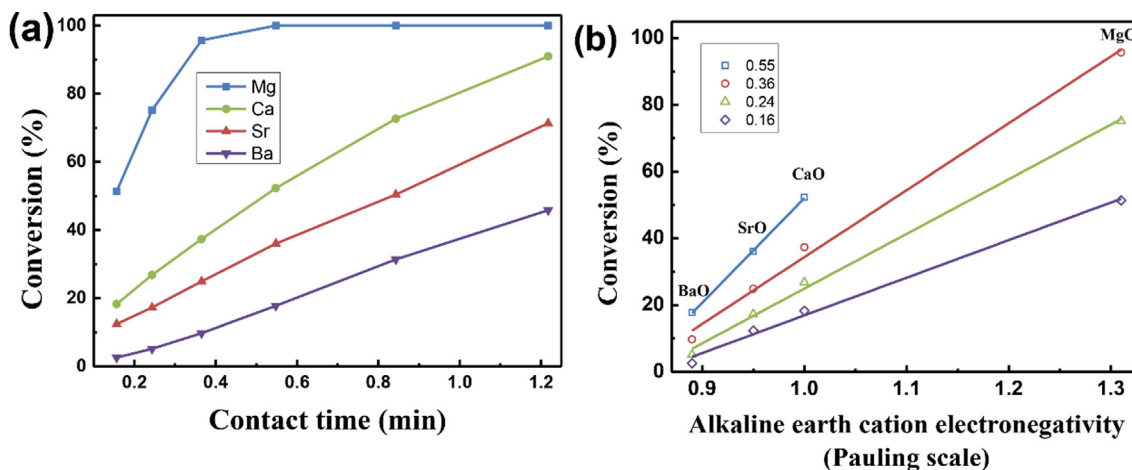 (a)
100
80
60
40
20
0
Conversion (%)
Mg
Ca
Sr
Ba
0.2 0.4 0.6 0.8 1.0 1.2
Contact time (min)
(b)
100
80
60
40
20
0
Conversion (%)
0.55
0.36
0.24
0.16
MgO
CaO
SrO
BaO
0.9 1.0 1.1 1.2 1.3
Alkaline earth cation electronegativity
(Pauling scale)